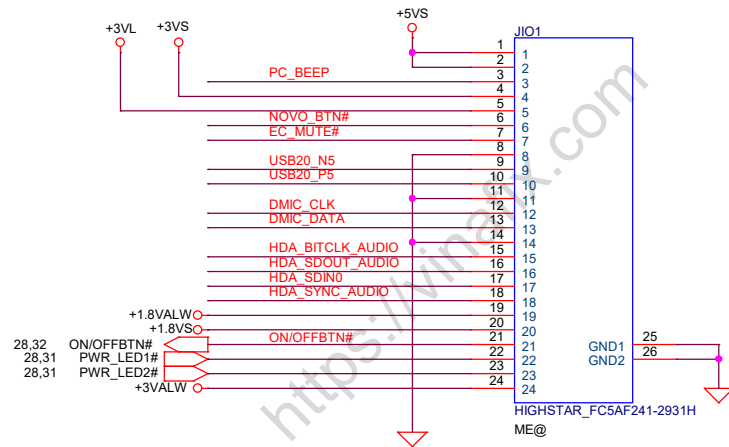 +5VS
+3VL
+3VS
JIO1
1 1
2 2
PC_BEEP 3 3
4 4
5 5
NOVO_BTN# 6 6
EC_MUTE# 7 7
8 8
USB20_N5 9 9
USB20_P5 10 10
11 11
DMIC_CLK 12 12
DMIC_DATA 13 13
14 14
HDA_BITCLK_AUDIO 15 15
HDA_SDOUT_AUDIO 16 16
HDA_SDIN0 17 17
HDA_SYNC_AUDIO 18 18
+1.8VALW 19 19
+1.8VS 20 20
28,32 ON/OFFBTN# ON/OFFBTN# 21 21
28,31 PWR_LED1# 22 22
28,31 PWR_LED2# 23 23
+3VALW 24 24
GND1 25
GND2 26
HIGHSTAR_FC5AF241-2931H
ME@
https://vinafix.com